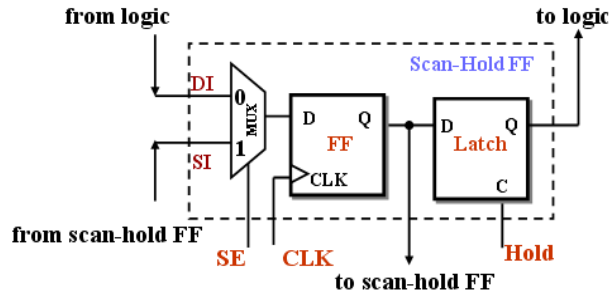 from logic
to logic
Scan-Hold FF
DI
0
MUX
D
Q
FF
CLK
D
Q
Latch
C
1
SI
from scan-hold FF
SE
CLK
Hold
to scan-hold FF